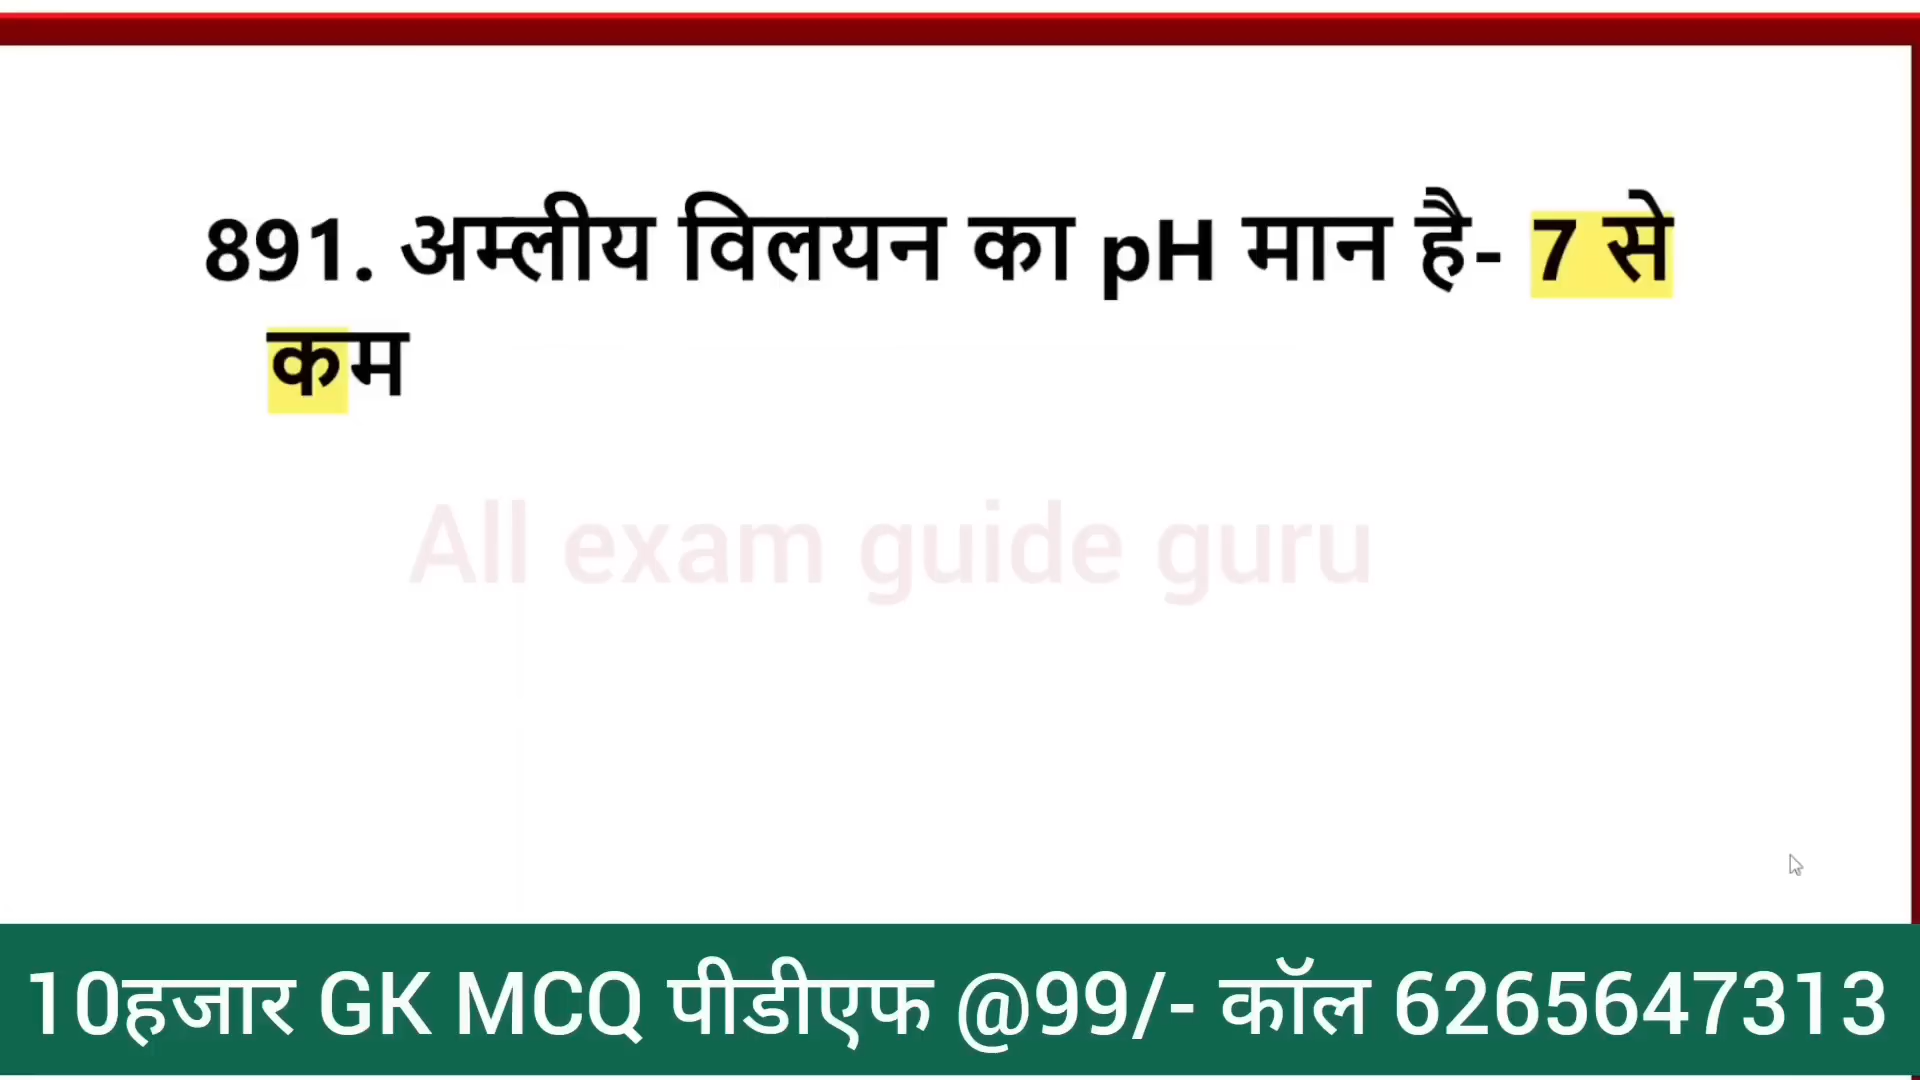 891. अम्लीय विलयन का pH मान है- 7 से
कम
All exam guide guru
10हजार GK MCQ पीडीएफ @99/- कॉल 6265647313